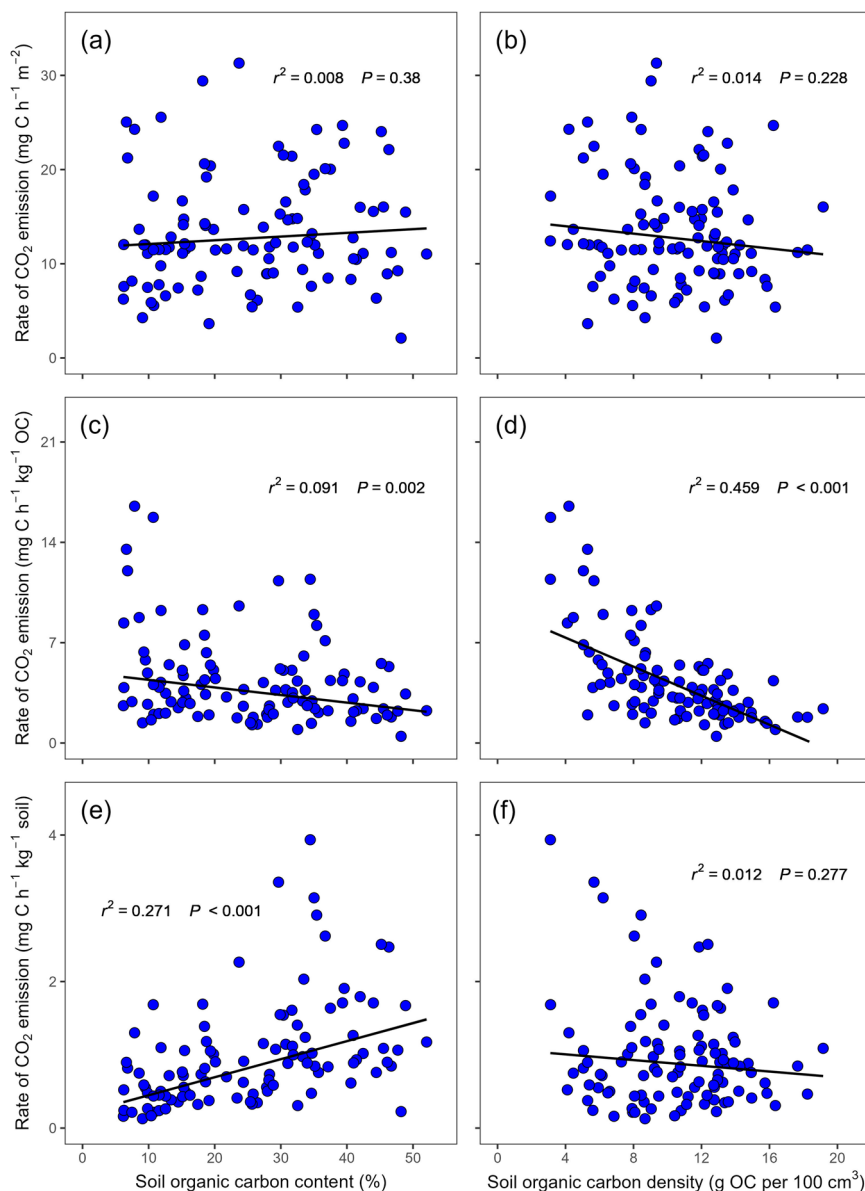 (a)
r² = 0.008 P = 0.38
(b)
r² = 0.014 P = 0.228
Rate of CO₂ emission (mg C h⁻¹ m⁻²)
30
20
10
0
(c)
r² = 0.091 P = 0.002
(d)
r² = 0.459 P < 0.001
Rate of CO₂ emission (mg C h⁻¹ kg⁻¹ OC)
21
14
7
0
(e)
r² = 0.271 P < 0.001
(f)
r² = 0.012 P = 0.277
Rate of CO₂ emission (mg C h⁻¹ kg⁻¹ soil)
4
2
0
0 10 20 30 40 50
0 4 8 12 16 20
Soil organic carbon content (%)
Soil organic carbon density (g OC per 100 cm³)